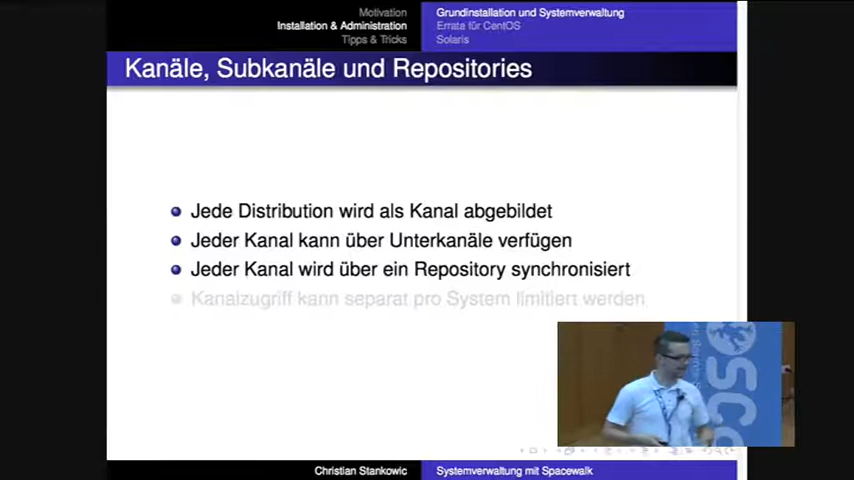 Motivation
Installation & Administration
Tipps & Tricks
Grundinstallation und Systemverwaltung
Errata für CentOS
Solaris
Kanäle, Subkanäle und Repositories
Jede Distribution wird als Kanal abgebildet
Jeder Kanal kann über Unterkanäle verfügen
Jeder Kanal wird über ein Repository synchronisiert
Kanalzugriff kann separat pro System limitiert werden
Christian Stankowic
Systemverwaltung mit Spacewalk